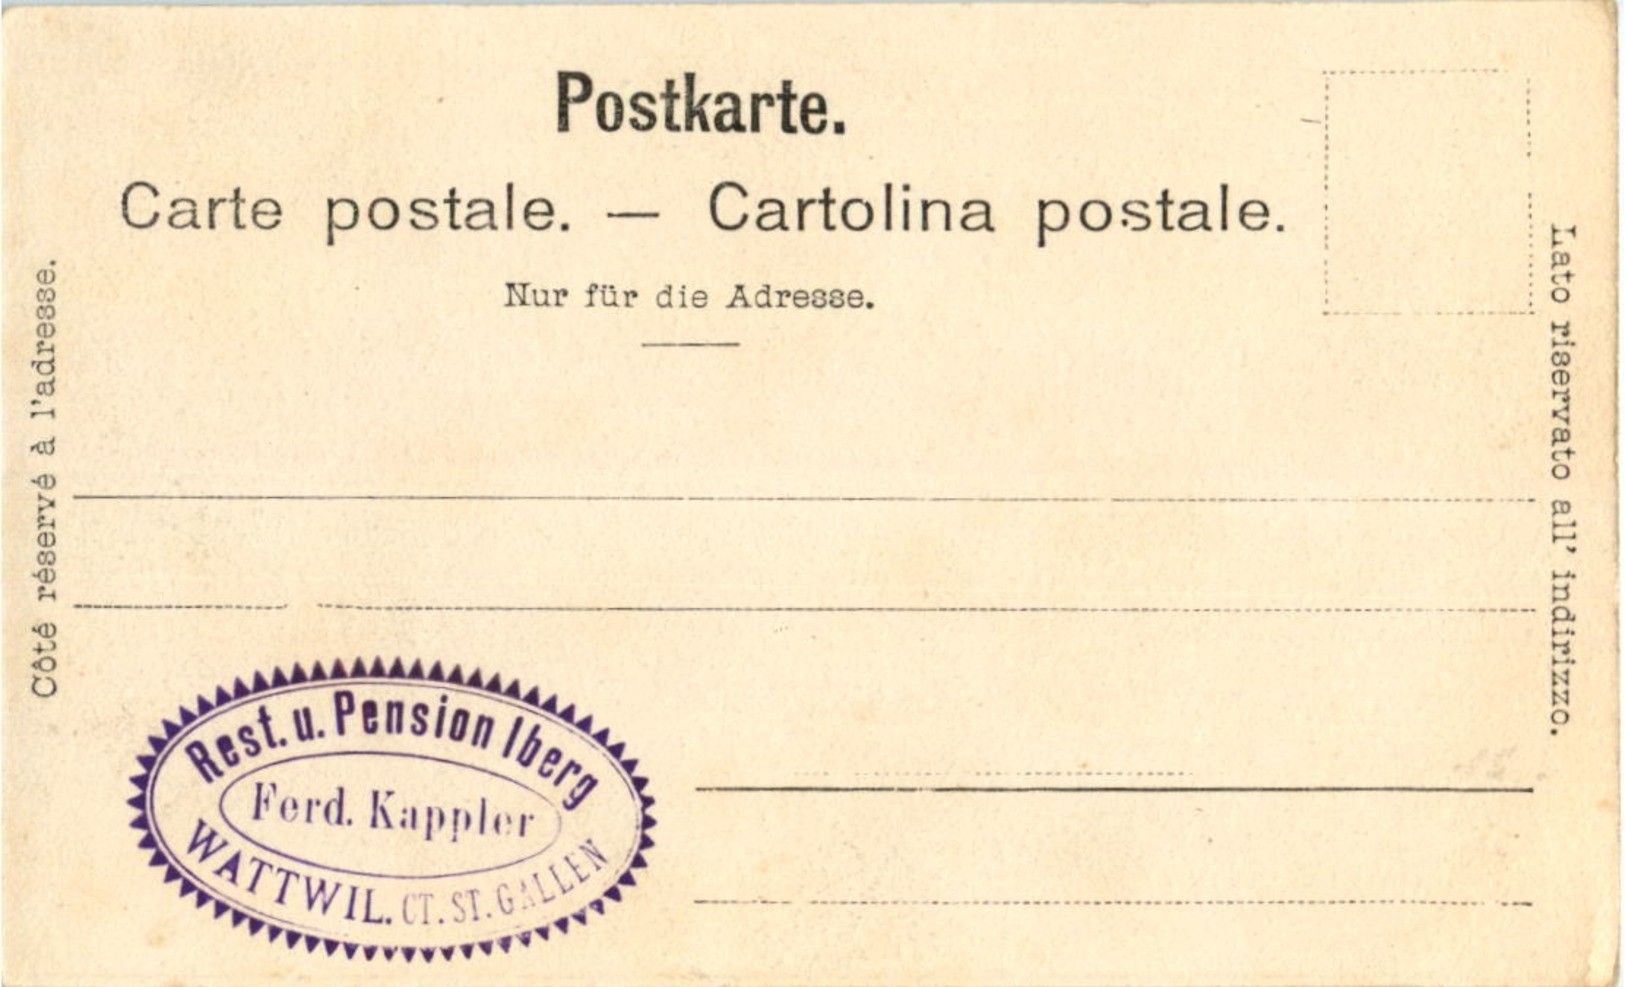 Postkarte.
Carte postale. — Cartolina postale.
Nur für die Adresse.
Côté réservé à l'adresse.
Lato riservato all' indirizzo.
Rest. u. Pension Iberg
Ferd. Kappler
WATTWIL. CT. ST. GALLEN